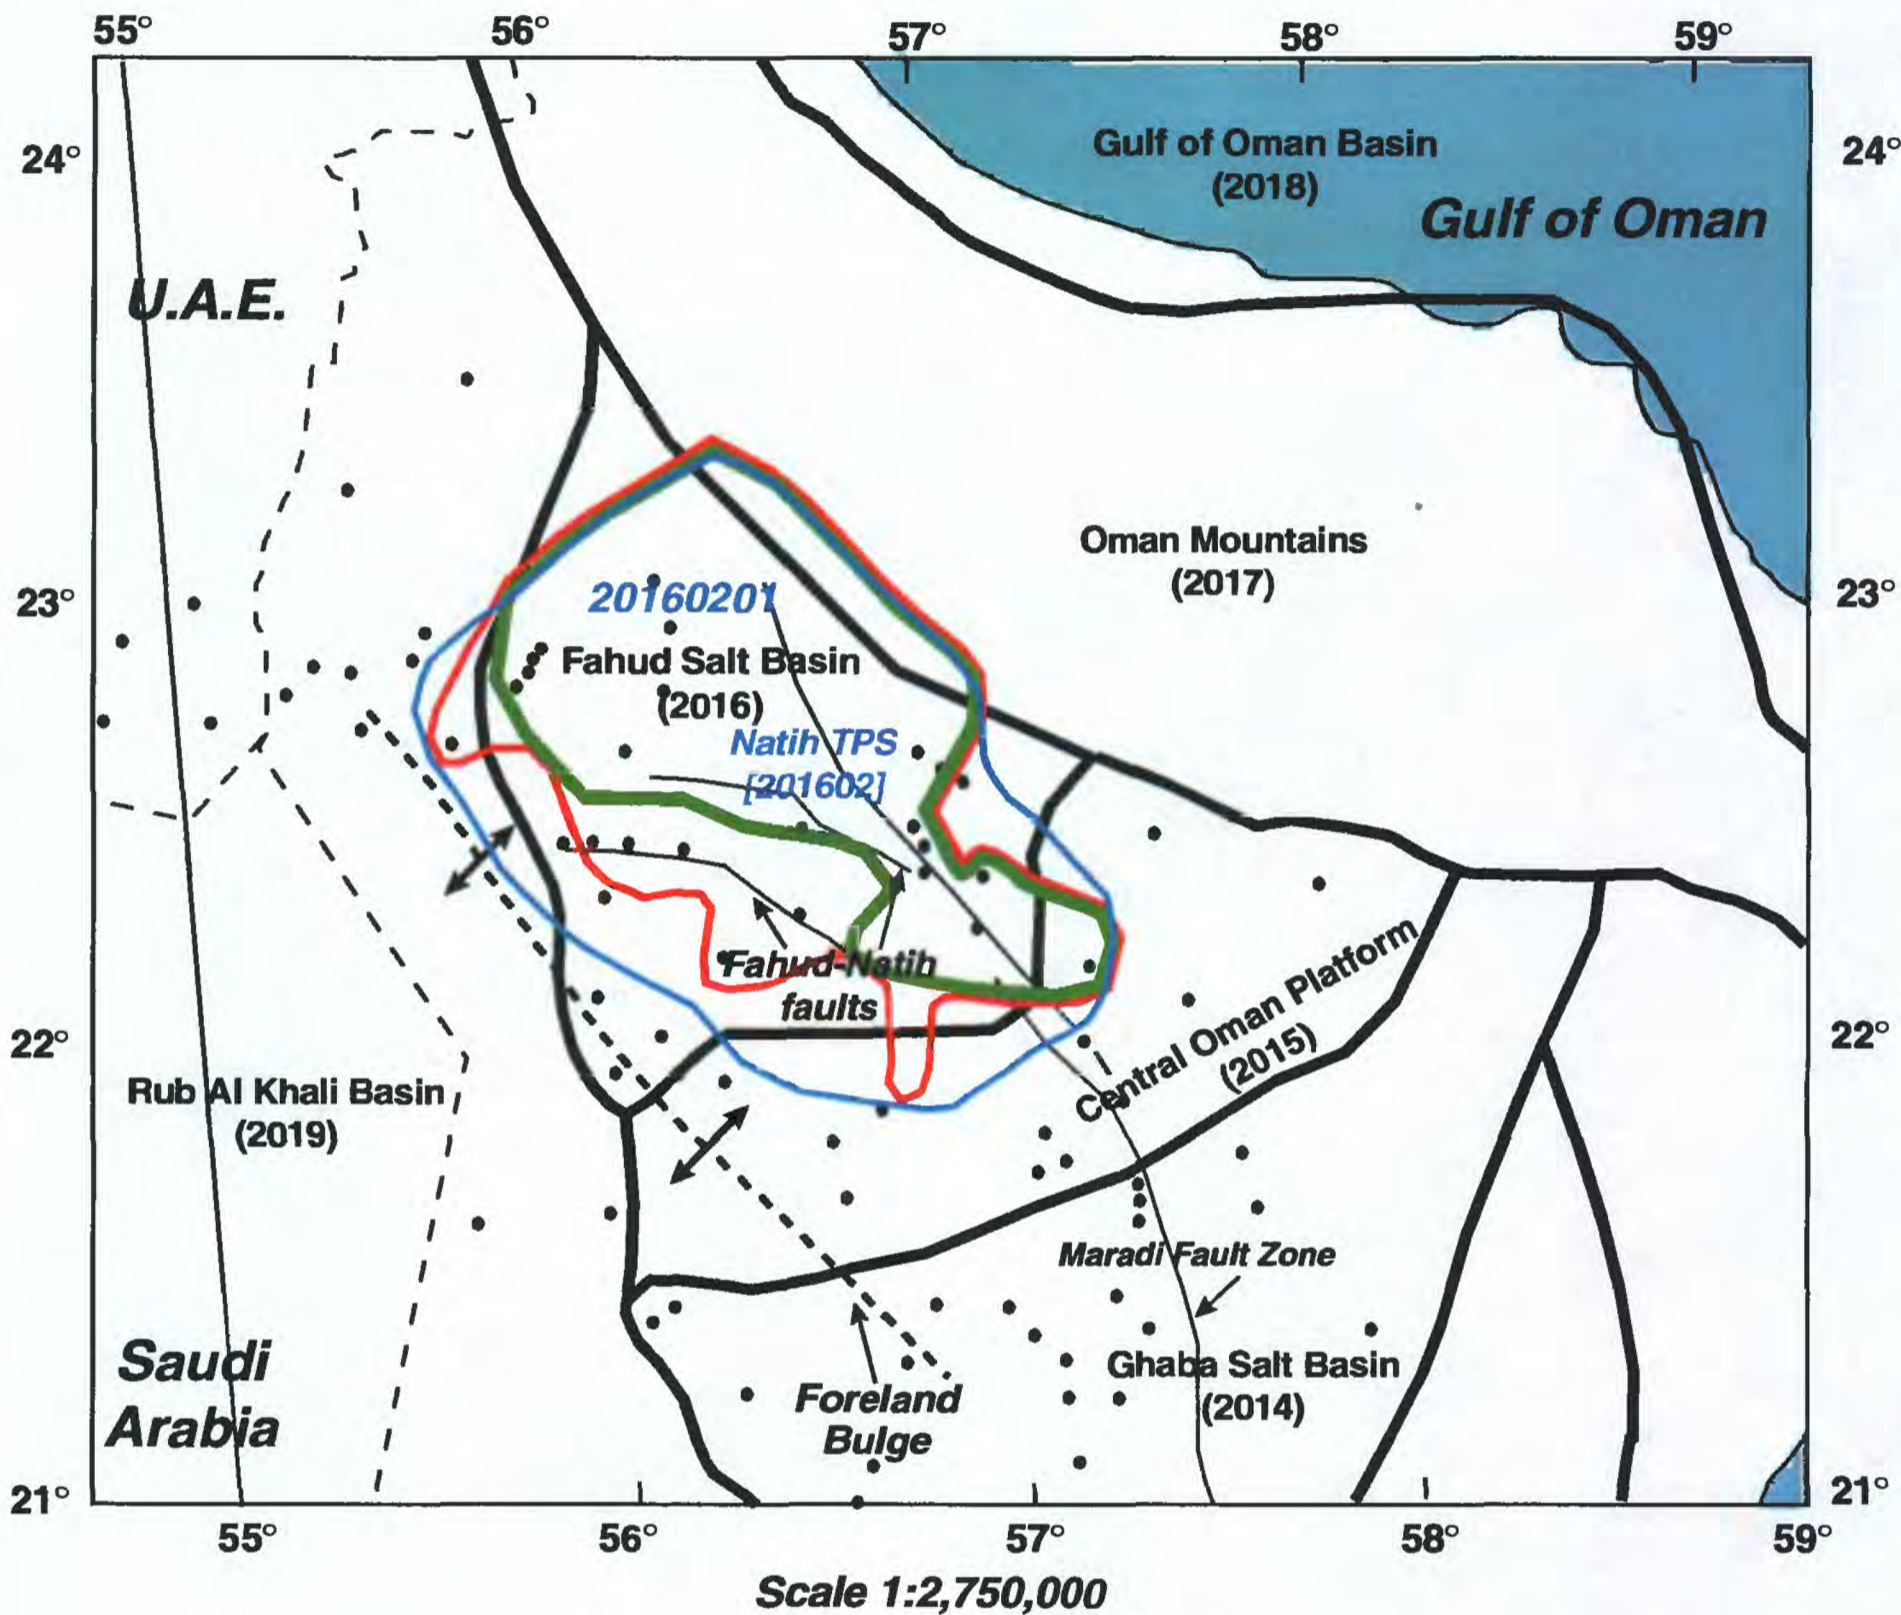 55° 56° 57° 58° 59°
24° 24°
Gulf of Oman Basin
(2018)
Gulf of Oman
U.A.E.
Oman Mountains
(2017)
23° 23°
20160201
Fahud Salt Basin
(2016)
Natih TPS
[201602]
Fahud-Natih
faults
Central Oman Platform
(2015)
22° 22°
Rub Al Khali Basin
(2019)
Maradi Fault Zone
Ghaba Salt Basin
(2014)
Saudi
Arabia
Foreland
Bulge
21° 21°
55° 56° 57° 58° 59°
Scale 1:2,750,000